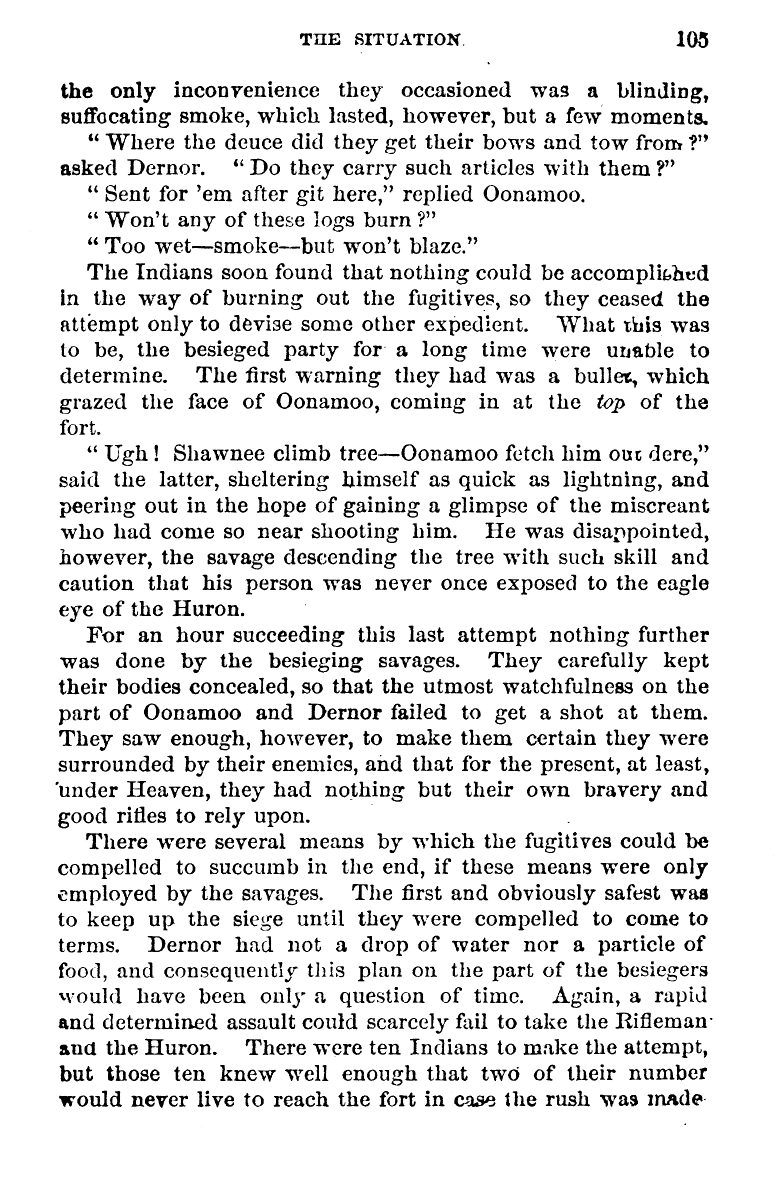 THE SITUATION. 105
the only inconvenience they occasioned was a blinding,
suffocating smoke, which lasted, however, but a few moments.
“ Where the deuce did they get their bows and tow from ?”
asked Dernor. “ Do they carry such articles with them ?”
“ Sent for ’em after git here,” replied Oonamoo.
“ Won’t any of these logs burn ?”
“ Too wet—smoke—but won’t blaze.”
The Indians soon found that nothing could be accomplished
in the way of burning out the fugitives, so they ceased the
attempt only to devise some other expedient. What this was
to be, the besieged party for a long time were unable to
determine. The first warning they had was a bullet, which
grazed the face of Oonamoo, coming in at the top of the
fort.
“ Ugh ! Shawnee climb tree—Oonamoo fetch him out dere,”
said the latter, sheltering himself as quick as lightning, and
peering out in the hope of gaining a glimpse of the miscreant
who had come so near shooting him. He was disappointed,
however, the savage descending the tree with such skill and
caution that his person was never once exposed to the eagle
eye of the Huron.
For an hour succeeding this last attempt nothing further
was done by the besieging savages. They carefully kept
their bodies concealed, so that the utmost watchfulness on the
part of Oonamoo and Dernor failed to get a shot at them.
They saw enough, however, to make them certain they were
surrounded by their enemies, and that for the present, at least,
under Heaven, they had nothing but their own bravery and
good rifles to rely upon.
There were several means by which the fugitives could be
compelled to succumb in the end, if these means were only
employed by the savages. The first and obviously safest was
to keep up the siege until they were compelled to come to
terms. Dernor had not a drop of water nor a particle of
food, and consequently this plan on the part of the besiegers
would have been only a question of time. Again, a rapid
and determined assault could scarcely fail to take the Rifleman
and the Huron. There were ten Indians to make the attempt,
but those ten knew well enough that two of their number
would never live to reach the fort in case the rush was made